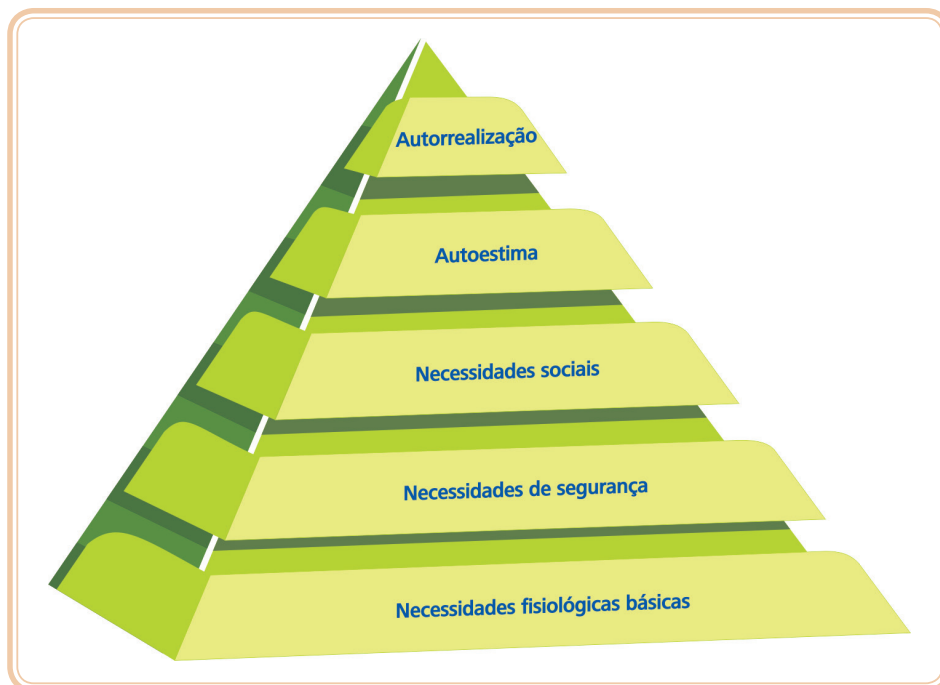 Autorrealização
Autoestima
Necessidades sociais
Necessidades de segurança
Necessidades fisiológicas básicas